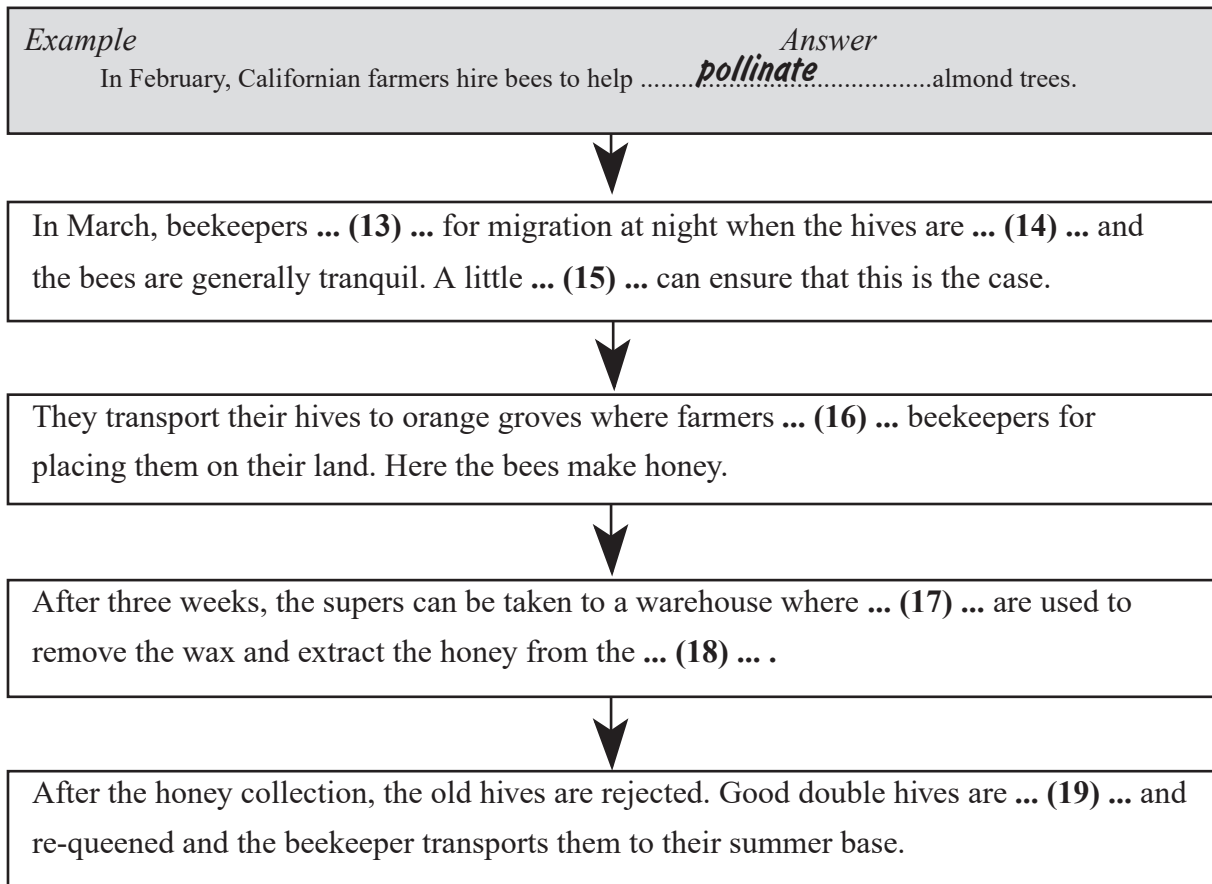 Example Answer
In February, Californian farmers hire bees to help ........pollinate....................almond trees.
In March, beekeepers ... (13) ... for migration at night when the hives are ... (14) ... and
the bees are generally tranquil. A little ... (15) ... can ensure that this is the case.
They transport their hives to orange groves where farmers ... (16) ... beekeepers for
placing them on their land. Here the bees make honey.
After three weeks, the supers can be taken to a warehouse where ... (17) ... are used to
remove the wax and extract the honey from the ... (18) ... .
After the honey collection, the old hives are rejected. Good double hives are ... (19) ... and
re-queened and the beekeeper transports them to their summer base.